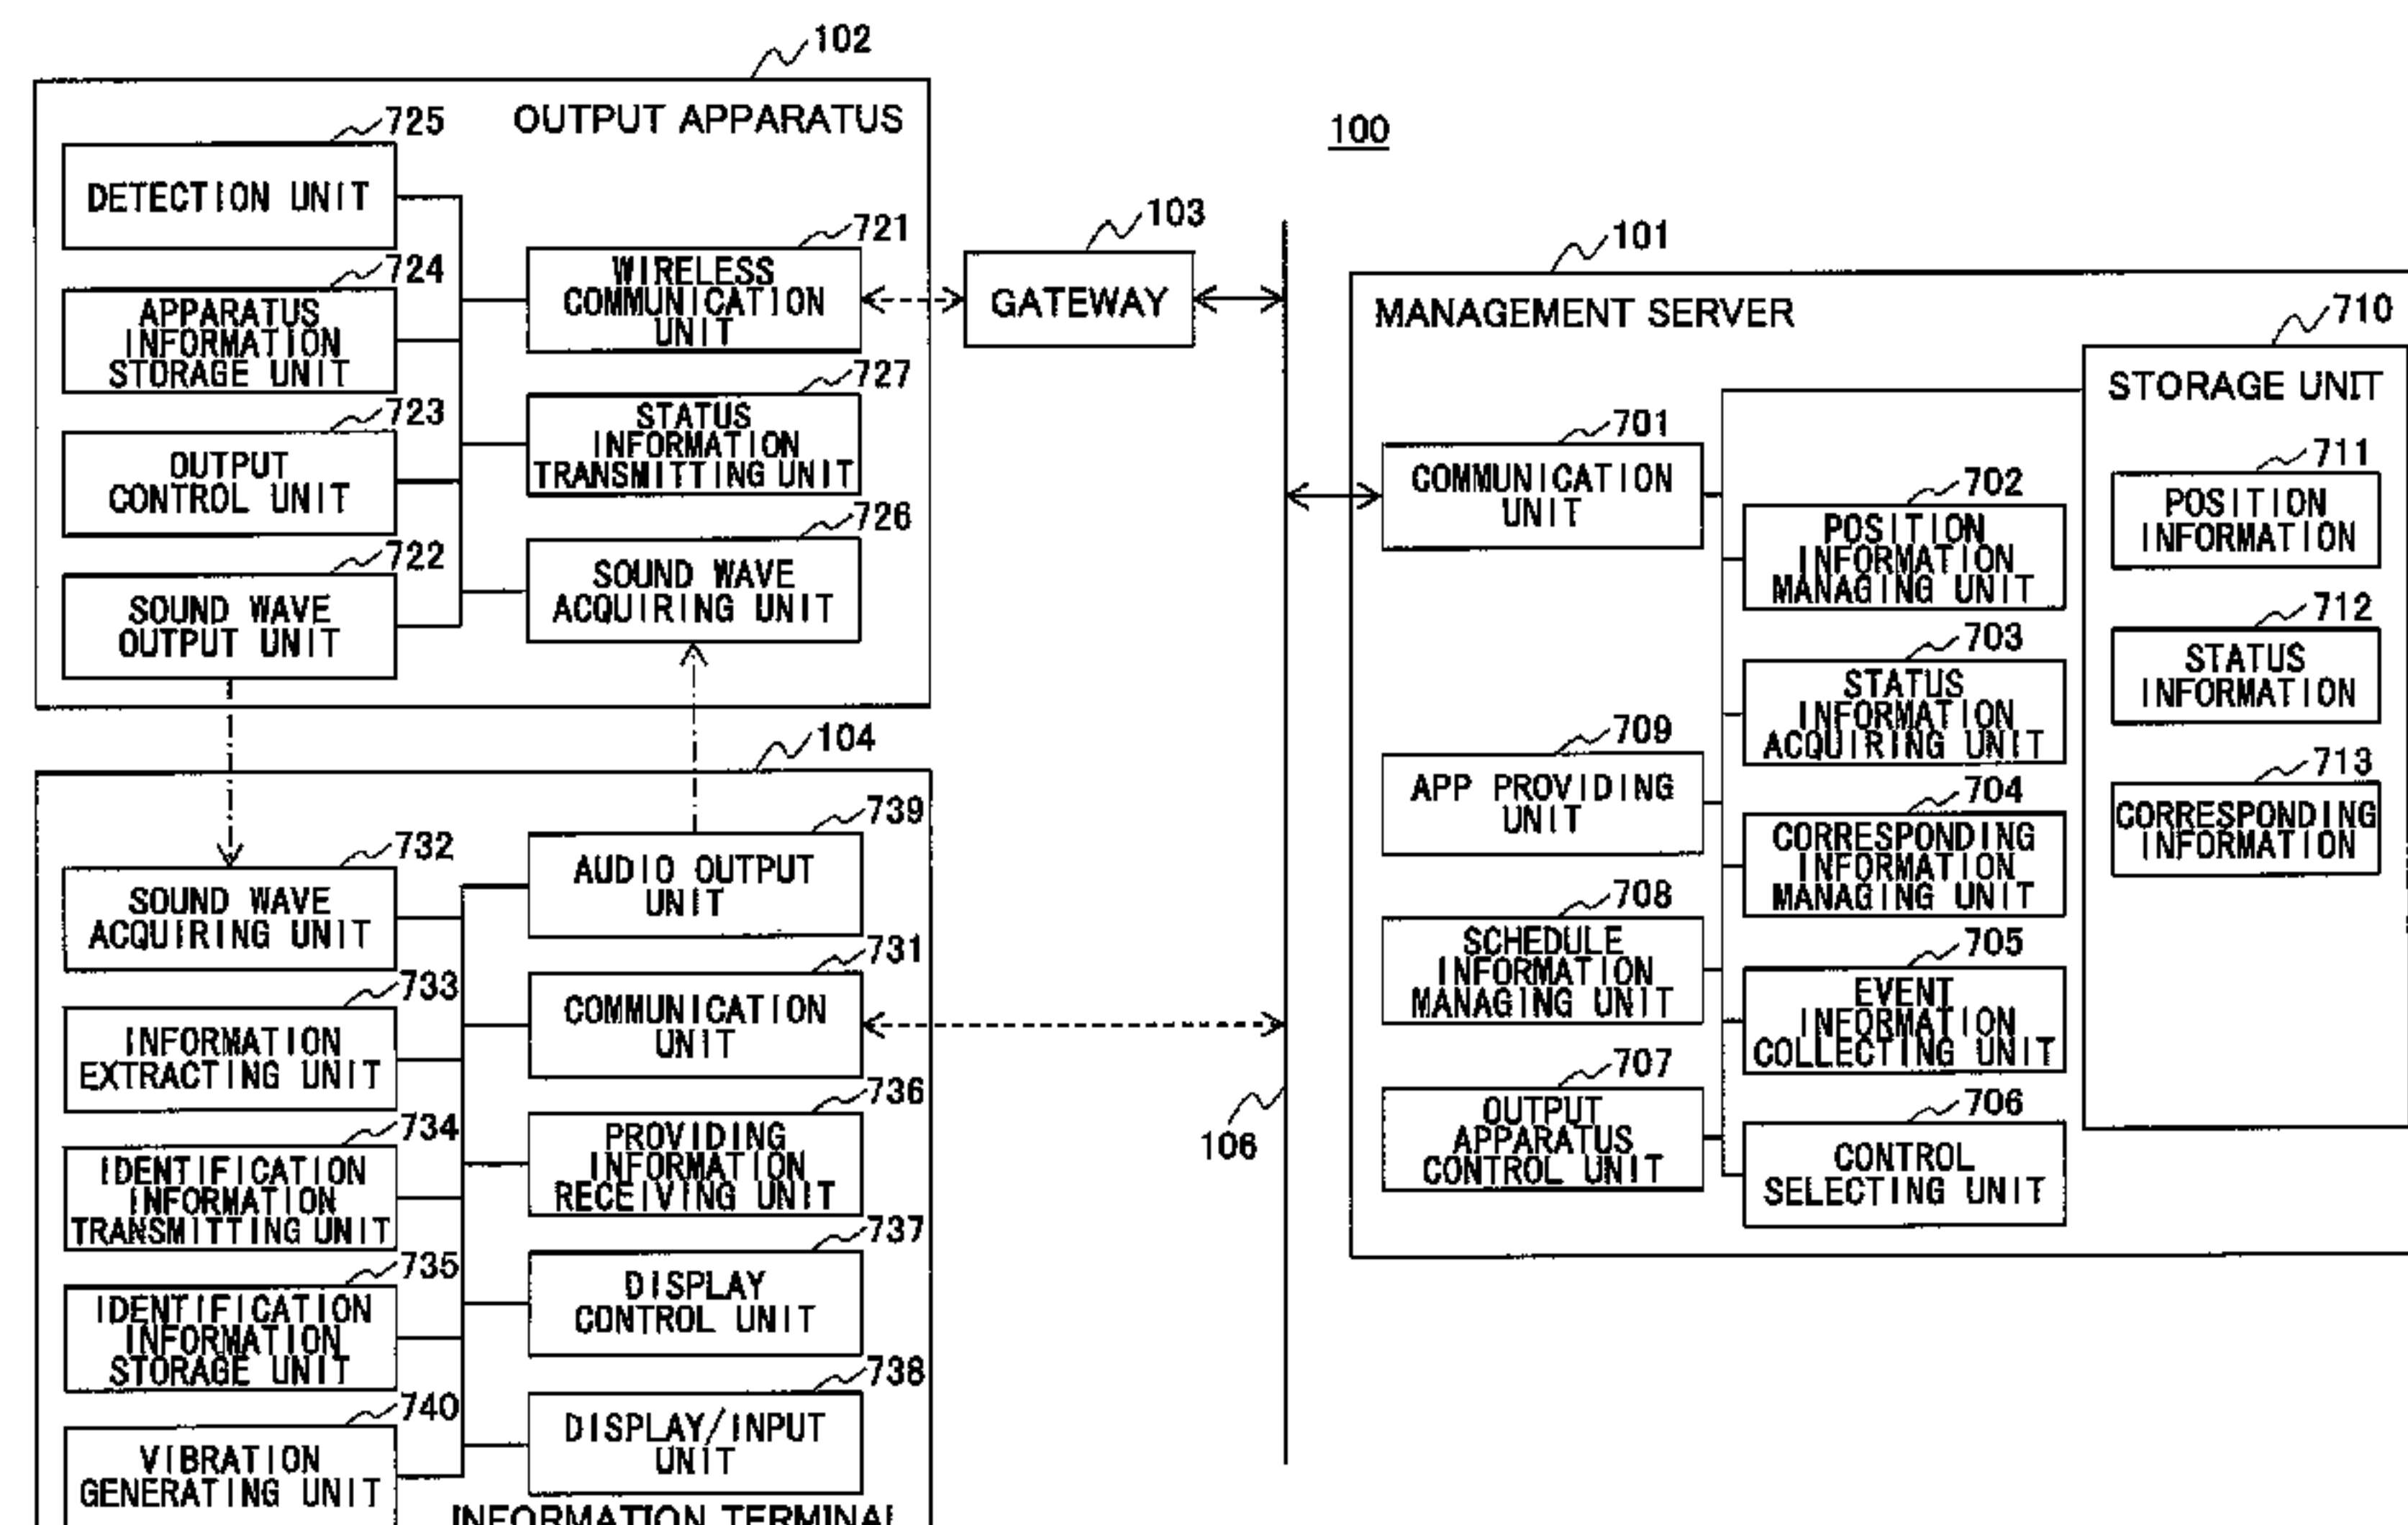 102
OUTPUT APPARATUS
725
DETECTION UNIT
724
APPARATUS
INFORMATION
STORAGE UNIT
723
OUTPUT
CONTROL UNIT
722
SOUND WAVE
OUTPUT UNIT
721
WIRELESS
COMMUNICATION
UNIT
727
STATUS
INFORMATION
TRANSMITTING UNIT
726
SOUND WAVE
ACQUIRING UNIT
103
GATEWAY
100
104
732
SOUND WAVE
ACQUIRING UNIT
733
INFORMATION
EXTRACTING UNIT
734
IDENTIFICATION
INFORMATION
TRANSMITTING UNIT
735
IDENTIFICATION
INFORMATION
STORAGE UNIT
740
VIBRATION
GENERATING UNIT
739
AUDIO OUTPUT
UNIT
731
COMMUNICATION
UNIT
736
PROVIDING
INFORMATION
RECEIVING UNIT
737
DISPLAY
CONTROL UNIT
738
DISPLAY/INPUT
UNIT
INFORMATION TERMINAL
106
101
MANAGEMENT SERVER
701
COMMUNICATION
UNIT
709
APP PROVIDING
UNIT
708
SCHEDULE
INFORMATION
MANAGING UNIT
707
OUTPUT
APPARATUS
CONTROL UNIT
702
POSITION
INFORMATION
MANAGING UNIT
703
STATUS
INFORMATION
ACQUIRING UNIT
704
CORRESPONDING
INFORMATION
MANAGING UNIT
705
EVENT
INFORMATION
COLLECTING UNIT
706
CONTROL
SELECTING UNIT
710
STORAGE UNIT
711
POSITION
INFORMATION
712
STATUS
INFORMATION
713
CORRESPONDING
INFORMATION